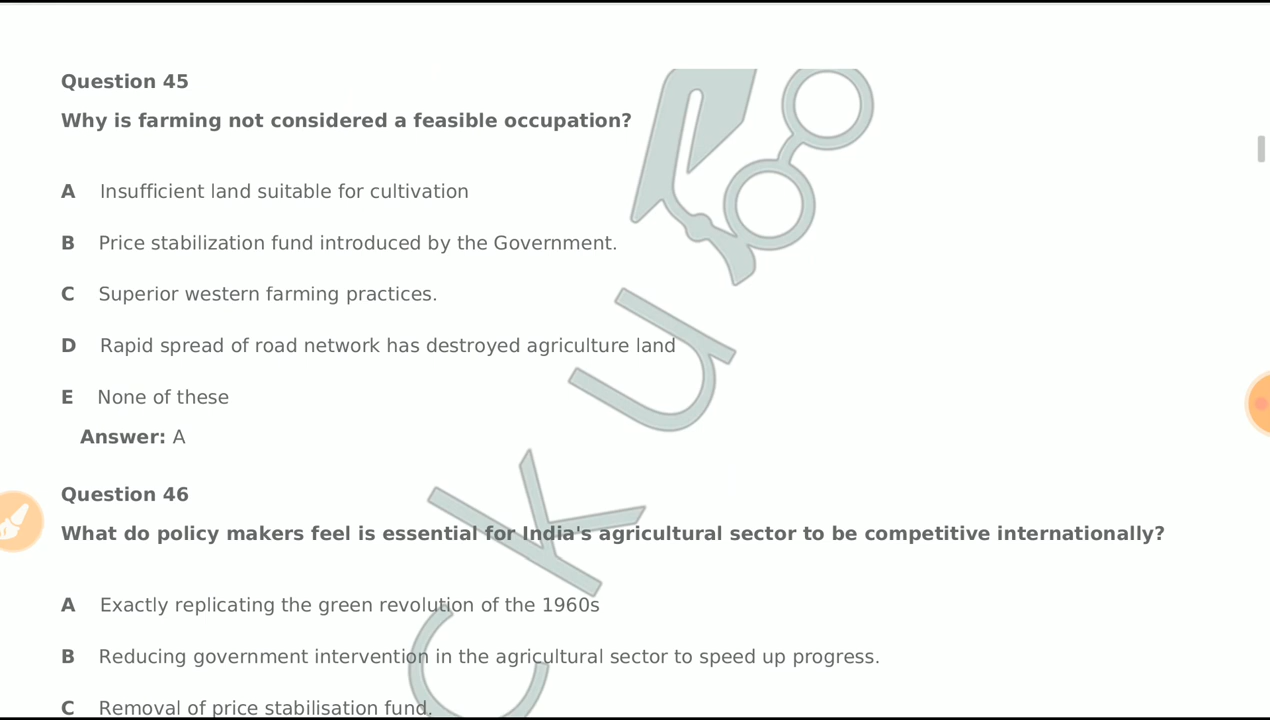 Question 45
Why is farming not considered a feasible occupation?
A Insufficient land suitable for cultivation
B Price stabilization fund introduced by the Government.
C Superior western farming practices.
D Rapid spread of road network has destroyed agriculture land
E None of these
Answer: A
Question 46
What do policy makers feel is essential for India's agricultural sector to be competitive internationally?
A Exactly replicating the green revolution of the 1960s
B Reducing government intervention in the agricultural sector to speed up progress.
C Removal of price stabilisation fund.
c k u